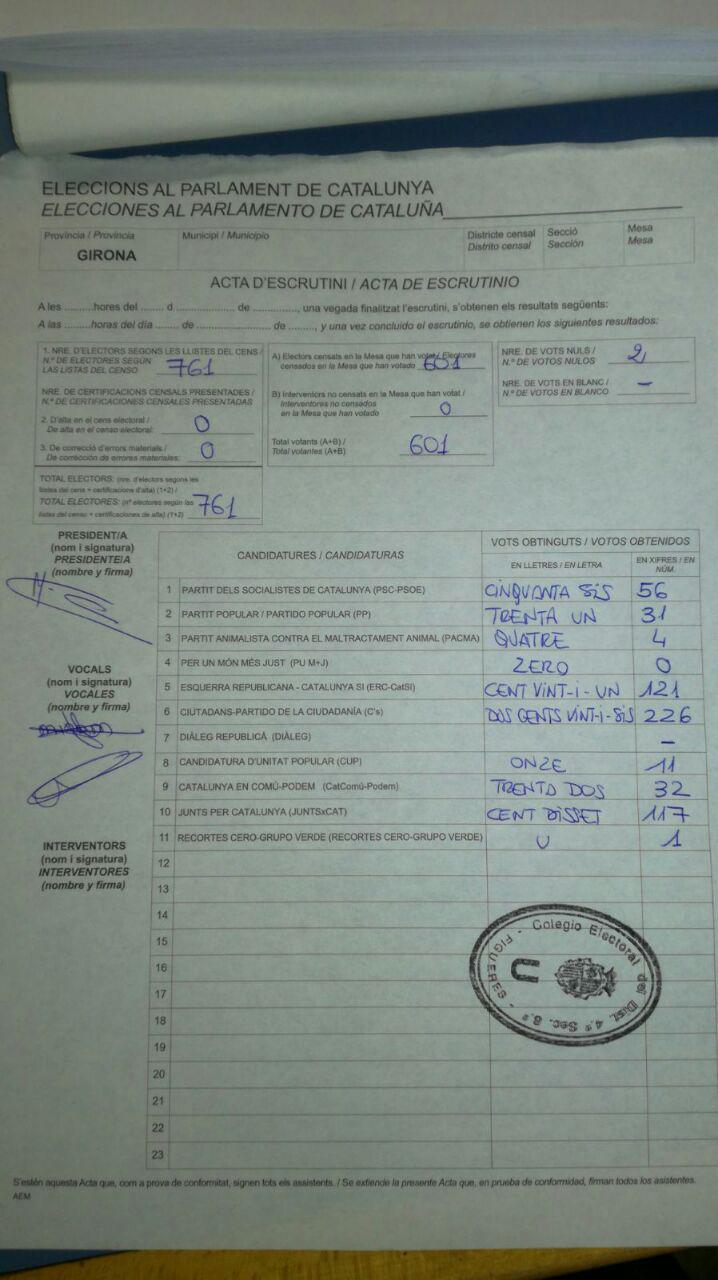 ELECCIONS AL PARLAMENT DE CATALUNYA
ELECCIONES AL PARLAMENTO DE CATALUÑA
Província / Provincia
GIRONA
Municipi / Municipio
Districte censal
Distrito censal
Secció
Sección
Mesa
Mesa
ACTA D'ESCRUTINI / ACTA DE ESCRUTINIO
A les ..........hores del ........ d ........................ de .............., una vegada finalitzat l'escrutini, s'obtenen els resultats següents:
A las .........horas del día ....... de ......................... de ........., y una vez concluido el escrutinio, se obtienen los siguientes resultados:
1. NRE. D'ELECTORS SEGONS LES LLISTES DEL CENS /
N.º DE ELECTORES SEGÚN
LAS LISTAS DEL CENSO 761
NRE. DE CERTIFICACIONS CENSALS PRESENTADES /
N.º DE CERTIFICACIONES CENSALES PRESENTADAS
2. D'alta en el cens electoral /
De alta en el censo electoral: 0
3. De correcció d'errors materials /
De corrección de errores materiales: 0
TOTAL ELECTORS: (nre. d'electors segons les
llistes del cens + certificacions d'alta) (1+2) /
TOTAL ELECTORES: (nº electores según las
listas del censo + certificaciones de alta) (1+2) 761
A) Electors censats en la Mesa que han votat / Electores
censados en la Mesa que han votado 601
B) Interventors no censats en la Mesa que han votat /
Interventores no censados
en la Mesa que han votado 0
Total votants (A+B) /
Total votantes (A+B) 601
NRE. DE VOTS NULS /
N.º DE VOTOS NULOS 2
NRE. DE VOTS EN BLANC /
N.º DE VOTOS EN BLANCO –
PRESIDENT/A
(nom i signatura)
PRESIDENTE/A
(nombre y firma)
VOCALS
(nom i signatura)
VOCALES
(nombre y firma)
INTERVENTORS
(nom i signatura)
INTERVENTORES
(nombre y firma)
CANDIDATURES / CANDIDATURAS
VOTS OBTINGUTS / VOTOS OBTENIDOS
EN LLETRES / EN LETRA
EN XIFRES / EN NÚM.
1 PARTIT DELS SOCIALISTES DE CATALUNYA (PSC-PSOE) CINQUANTA SIS 56
2 PARTIT POPULAR / PARTIDO POPULAR (PP) TRENTA UN 31
3 PARTIT ANIMALISTA CONTRA EL MALTRACTAMENT ANIMAL (PACMA) QUATRE 4
4 PER UN MÓN MÉS JUST (PU M+J) ZERO 0
5 ESQUERRA REPUBLICANA - CATALUNYA SI (ERC-CatSI) CENT VINT-I-UN 121
6 CIUTADANS-PARTIDO DE LA CIUDADANÍA (C's) DOS CENTS VINT-I-SIS 226
7 DIÀLEG REPUBLICÀ (DIÀLEG) –
8 CANDIDATURA D'UNITAT POPULAR (CUP) ONZE 11
9 CATALUNYA EN COMÚ-PODEM (CatComú-Podem) TRENTA DOS 32
10 JUNTS PER CATALUNYA (JUNTSxCAT) CENT DISSET 117
11 RECORTES CERO-GRUPO VERDE (RECORTES CERO-GRUPO VERDE) U 1
12
13
14
15
16
17
18
19
20
21
22
23
Colegio Electoral del Dist. 4.º Sec. 8.º - FIGUERES -
U
S'estén aquesta Acta que, com a prova de conformitat, signen tots els assistents. / Se extiende la presente Acta que, en prueba de conformidad, firman todos los asistentes.
AEM